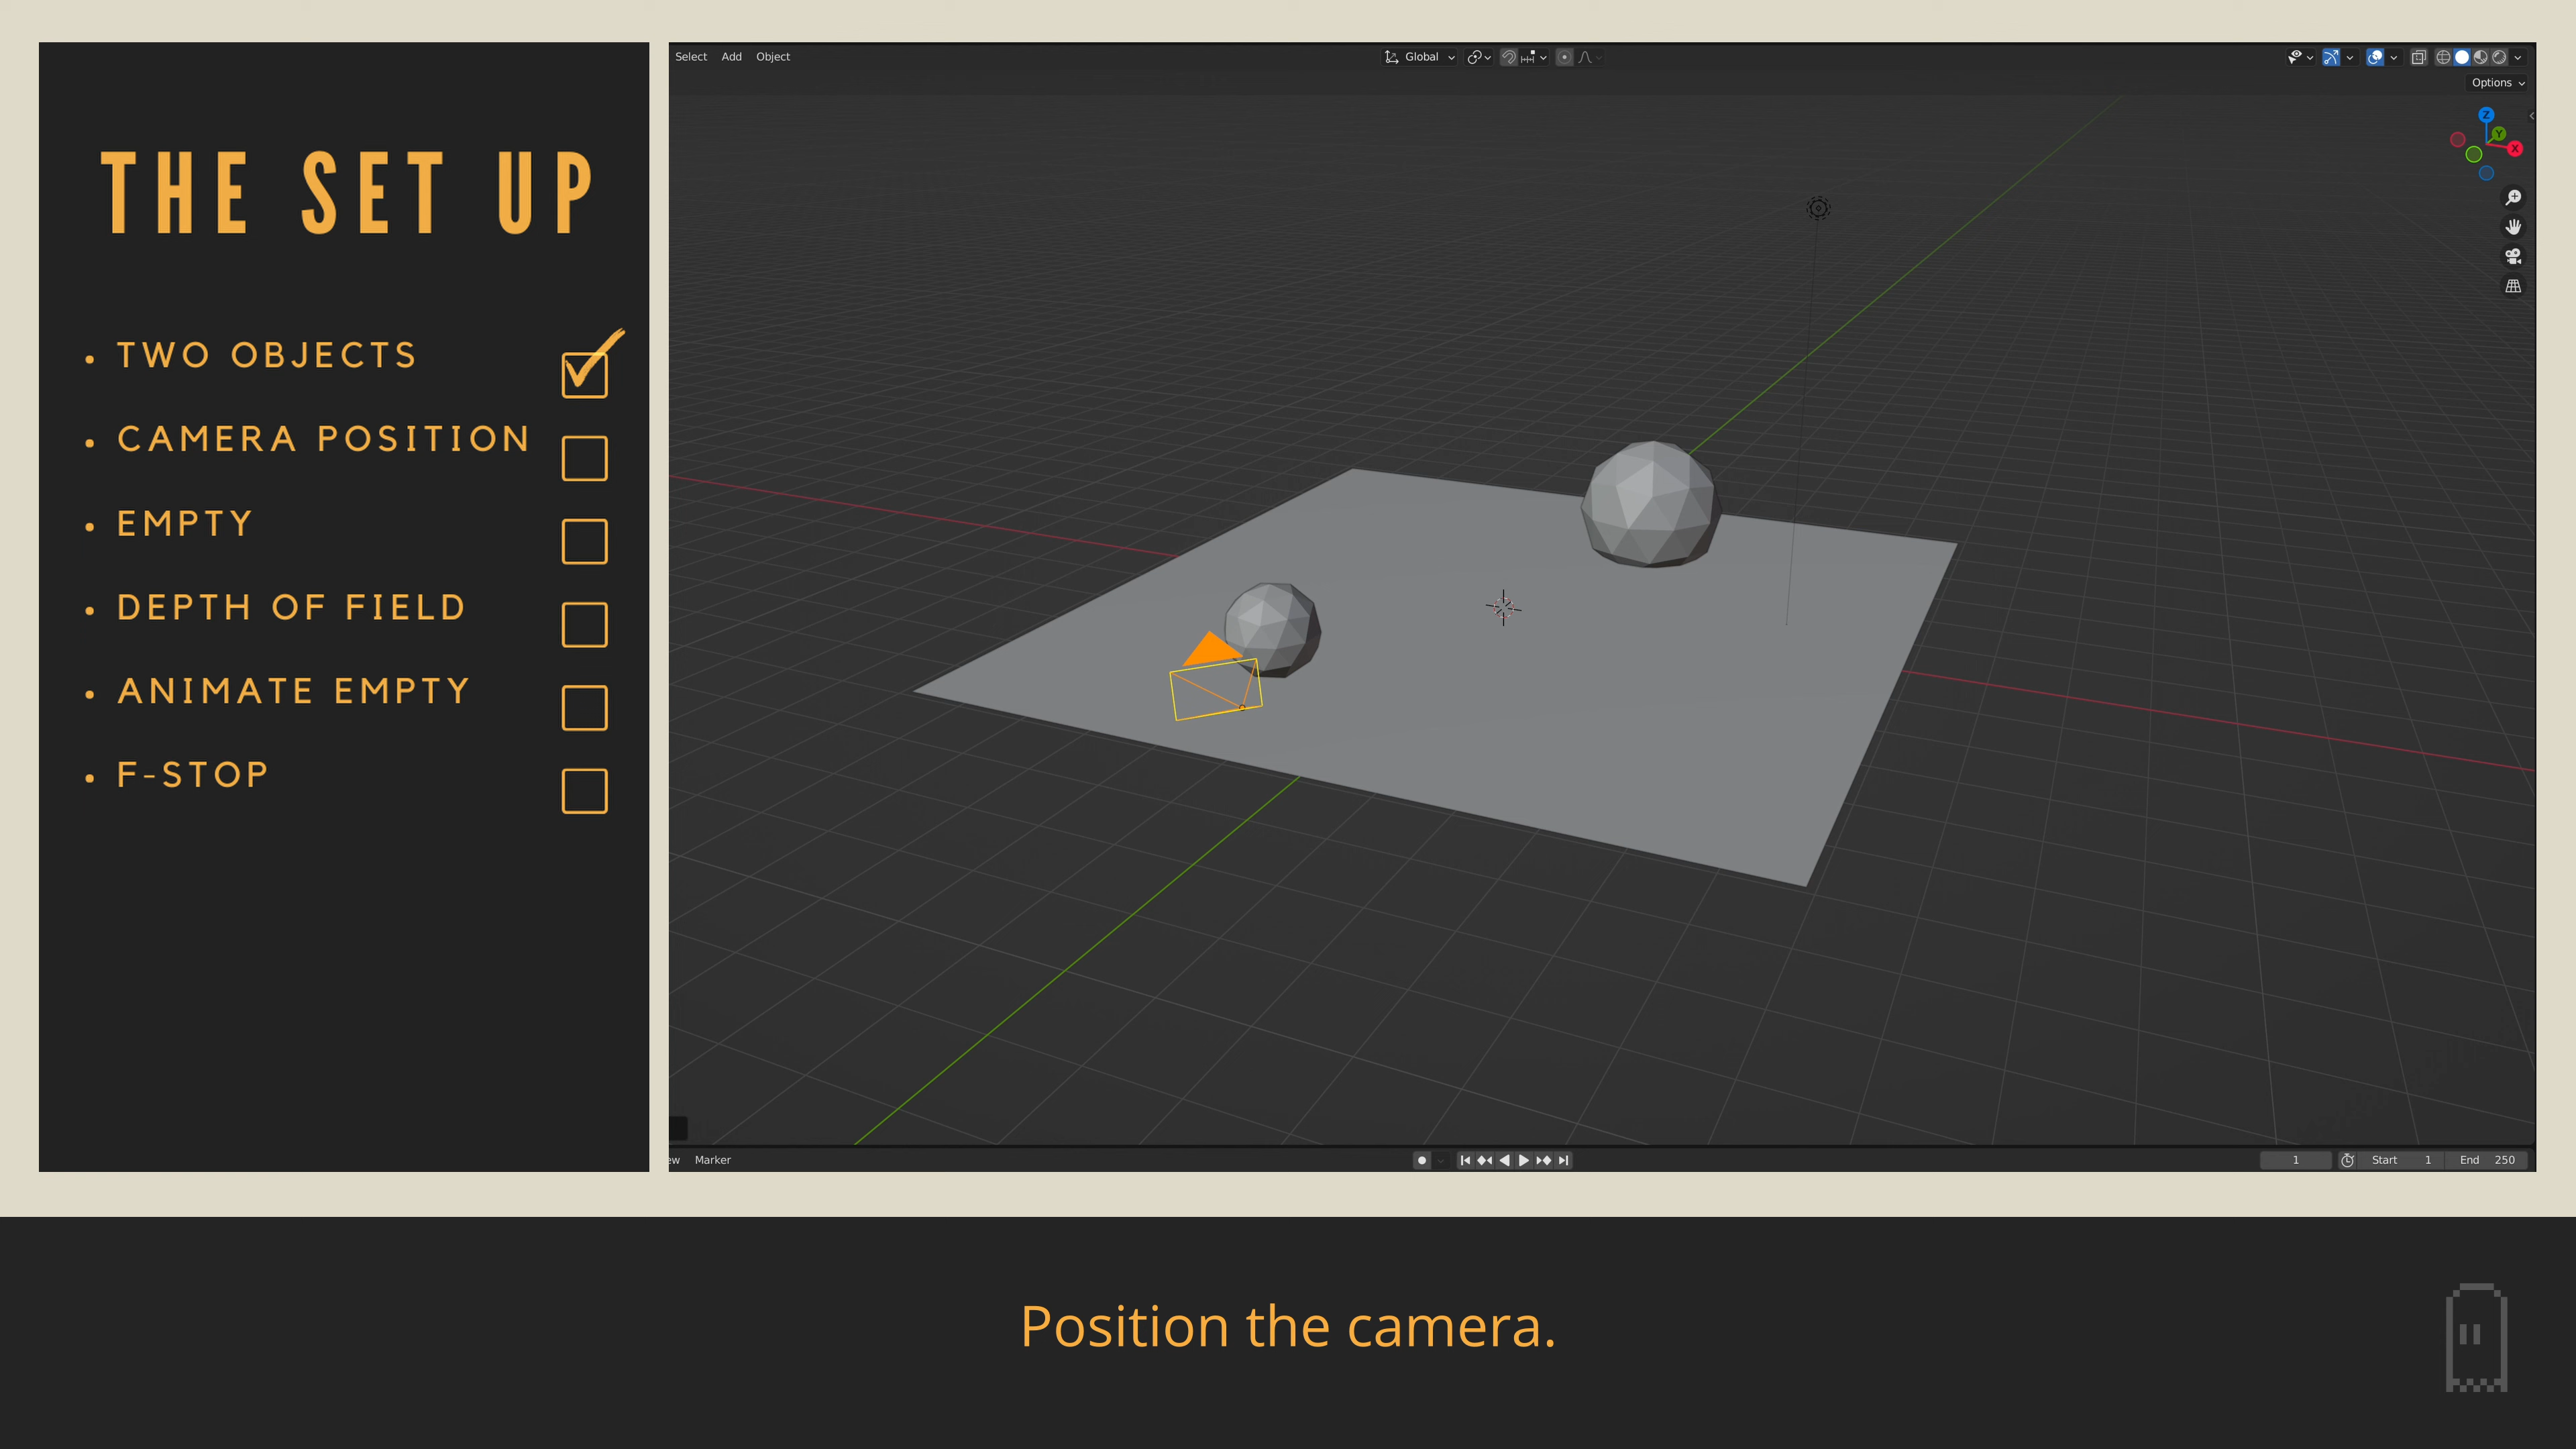 THE SET UP
TWO OBJECTS
CAMERA POSITION
EMPTY
DEPTH OF FIELD
ANIMATE EMPTY
F-STOP
Select Add Object
Global
Options
Z
Y
X
Marker
1 Start 1 End 250
Position the camera.